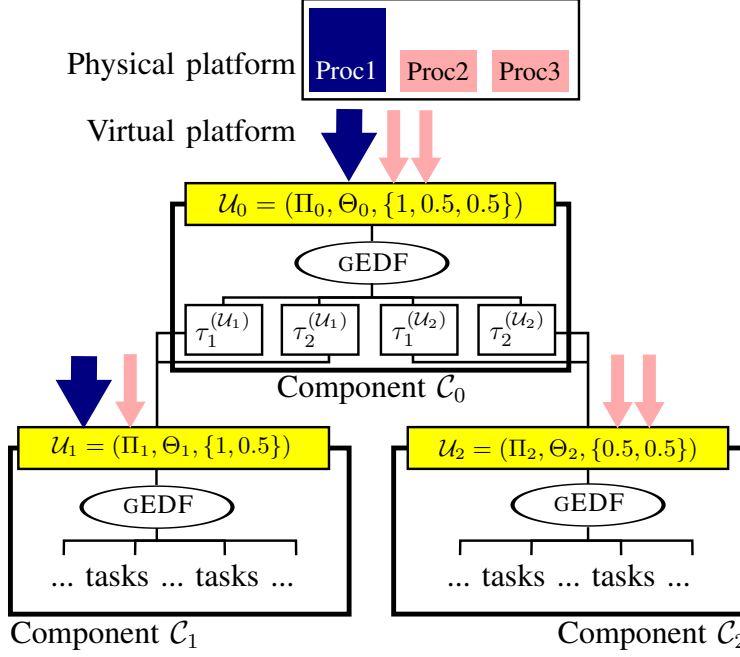 Physical platform
Proc1 Proc2 Proc3
Virtual platform
𝒰₀ = (Π₀, Θ₀, {1, 0.5, 0.5})
GEDF
τ₁^(𝒰₁) τ₂^(𝒰₁) τ₁^(𝒰₂) τ₂^(𝒰₂)
Component 𝒞₀
𝒰₁ = (Π₁, Θ₁, {1, 0.5}) 𝒰₂ = (Π₂, Θ₂, {0.5, 0.5})
GEDF GEDF
... tasks ... tasks ... ... tasks ... tasks ...
Component 𝒞₁ Component 𝒞₂